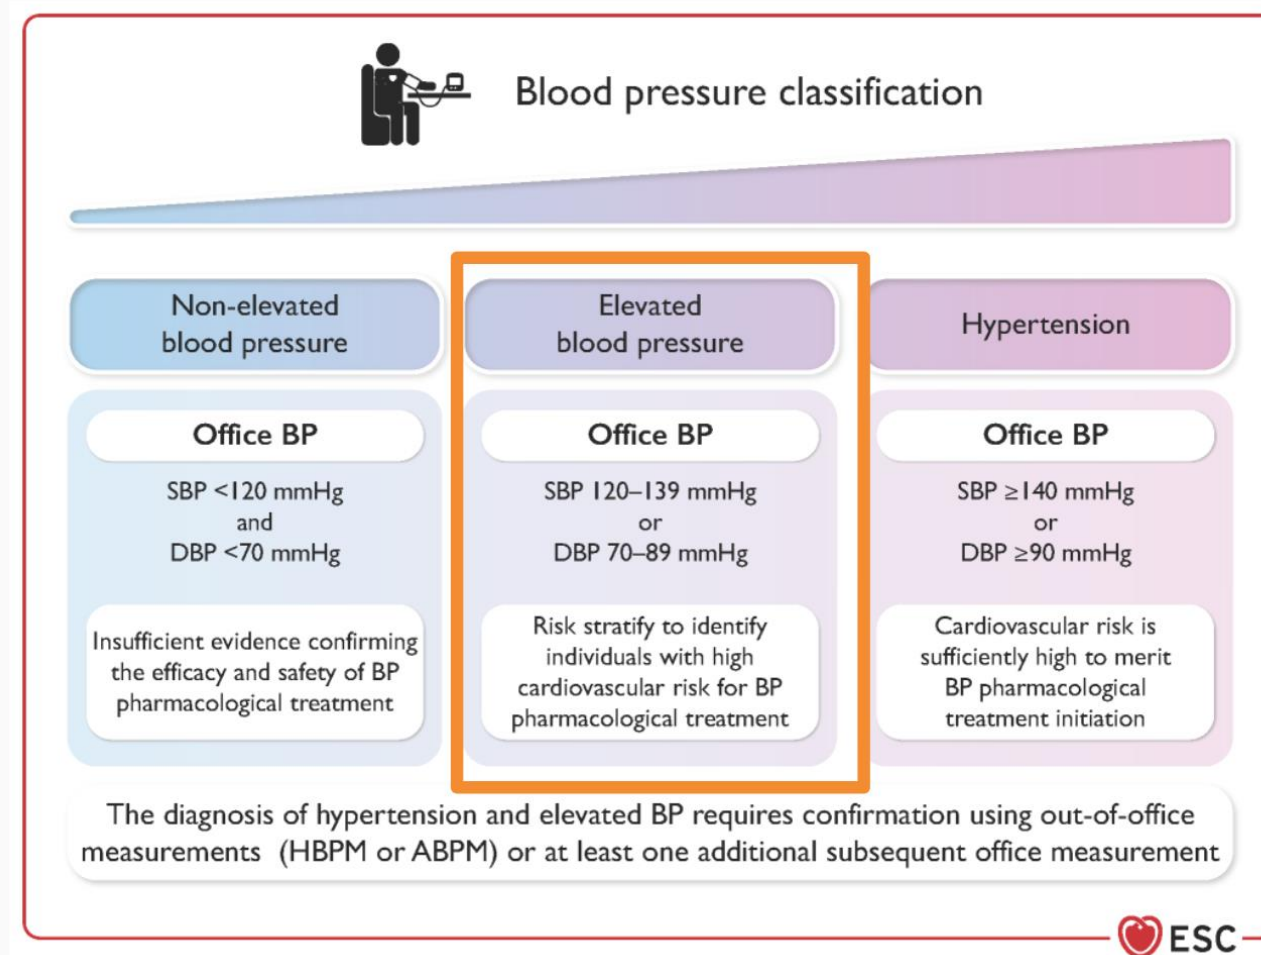 Blood pressure classification
Non-elevated
blood pressure
Office BP
SBP <120 mmHg
and
DBP <70 mmHg
Insufficient evidence confirming
the efficacy and safety of BP
pharmacological treatment
Elevated
blood pressure
Office BP
SBP 120–139 mmHg
or
DBP 70–89 mmHg
Risk stratify to identify
individuals with high
cardiovascular risk for BP
pharmacological treatment
Hypertension
Office BP
SBP ≥140 mmHg
or
DBP ≥90 mmHg
Cardiovascular risk is
sufficiently high to merit
BP pharmacological
treatment initiation
The diagnosis of hypertension and elevated BP requires confirmation using out-of-office
measurements (HBPM or ABPM) or at least one additional subsequent office measurement
ESC